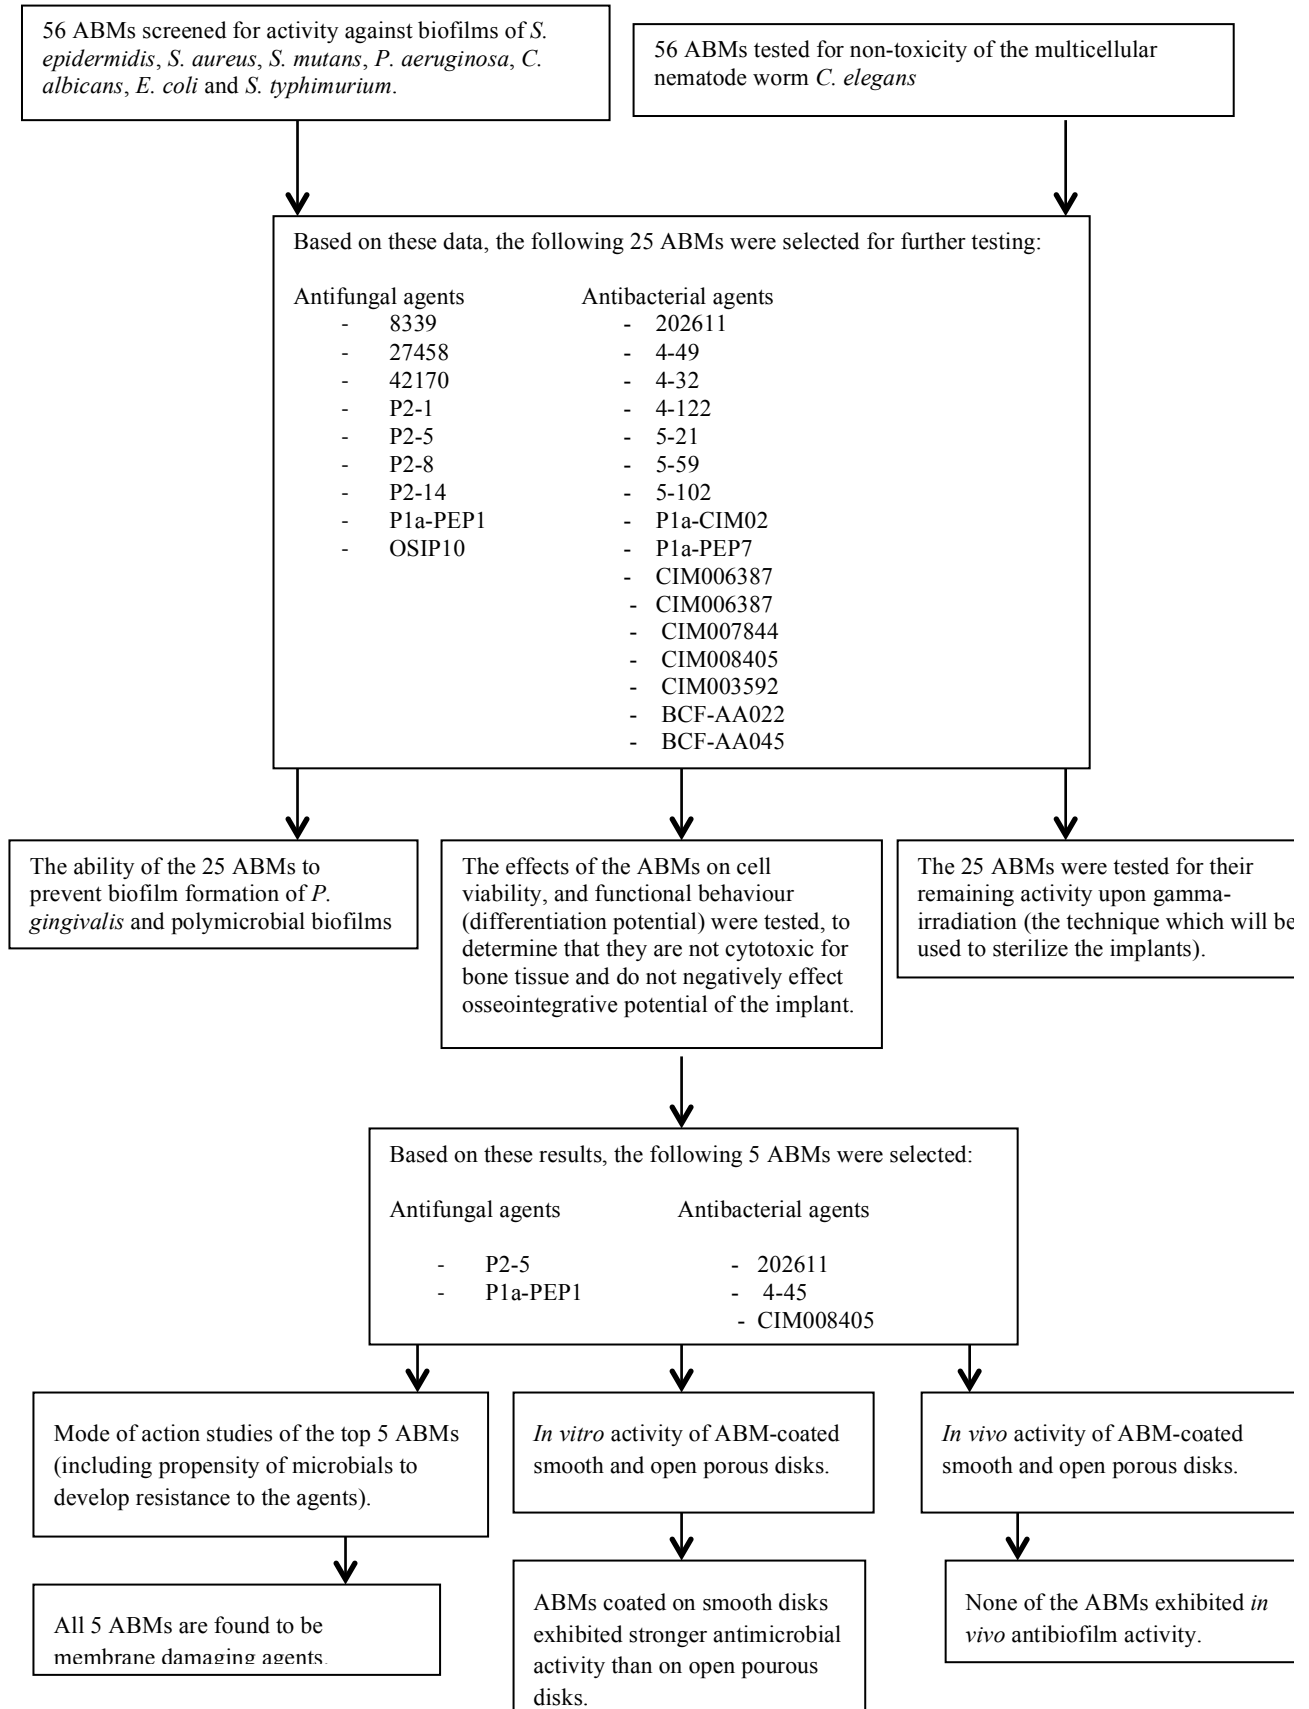 56 ABMs screened for activity against biofilms of S.
epidermidis, S. aureus, S. mutans, P. aeruginosa, C.
albicans, E. coli and S. typhimurium.
56 ABMs tested for non-toxicity of the multicellular
nematode worm C. elegans
Based on these data, the following 25 ABMs were selected for further testing:
Antifungal agents
- 8339
- 27458
- 42170
- P2-1
- P2-5
- P2-8
- P2-14
- P1a-PEP1
- OSIP10
Antibacterial agents
- 202611
- 4-49
- 4-32
- 4-122
- 5-21
- 5-59
- 5-102
- P1a-CIM02
- P1a-PEP7
- CIM006387
- CIM006387
- CIM007844
- CIM008405
- CIM003592
- BCF-AA022
- BCF-AA045
The ability of the 25 ABMs to
prevent biofilm formation of P.
gingivalis and polymicrobial biofilms
The effects of the ABMs on cell
viability, and functional behaviour
(differentiation potential) were tested, to
determine that they are not cytotoxic for
bone tissue and do not negatively effect
osseointegrative potential of the implant.
The 25 ABMs were tested for their
remaining activity upon gamma-
irradiation (the technique which will be
used to sterilize the implants).
Based on these results, the following 5 ABMs were selected:
Antifungal agents
- P2-5
- P1a-PEP1
Antibacterial agents
- 202611
- 4-45
- CIM008405
Mode of action studies of the top 5 ABMs
(including propensity of microbials to
develop resistance to the agents).
In vitro activity of ABM-coated
smooth and open porous disks.
In vivo activity of ABM-coated
smooth and open porous disks.
All 5 ABMs are found to be
membrane damaging agents.
ABMs coated on smooth disks
exhibited stronger antimicrobial
activity than on open pourous
disks.
None of the ABMs exhibited in
vivo antibiofilm activity.